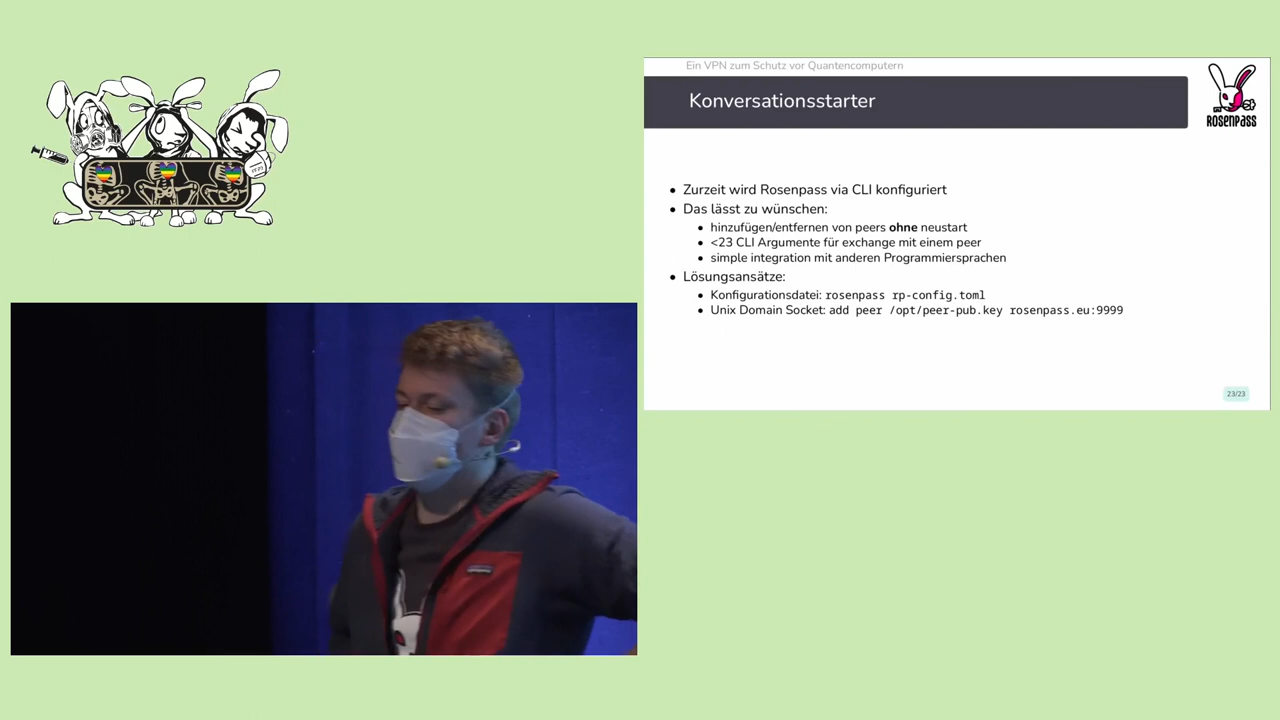 Ein VPN zum Schutz vor Quantencomputern
Konversationsstarter
ROSENPASS
• Zurzeit wird Rosenpass via CLI konfiguriert
• Das lässt zu wünschen:
• hinzufügen/entfernen von peers ohne neustart
• <23 CLI Argumente für exchange mit einem peer
• simple integration mit anderen Programmiersprachen
• Lösungsansätze:
• Konfigurationsdatei: rosenpass rp-config.toml
• Unix Domain Socket: add peer /opt/peer-pub.key rosenpass.eu:9999
23/23